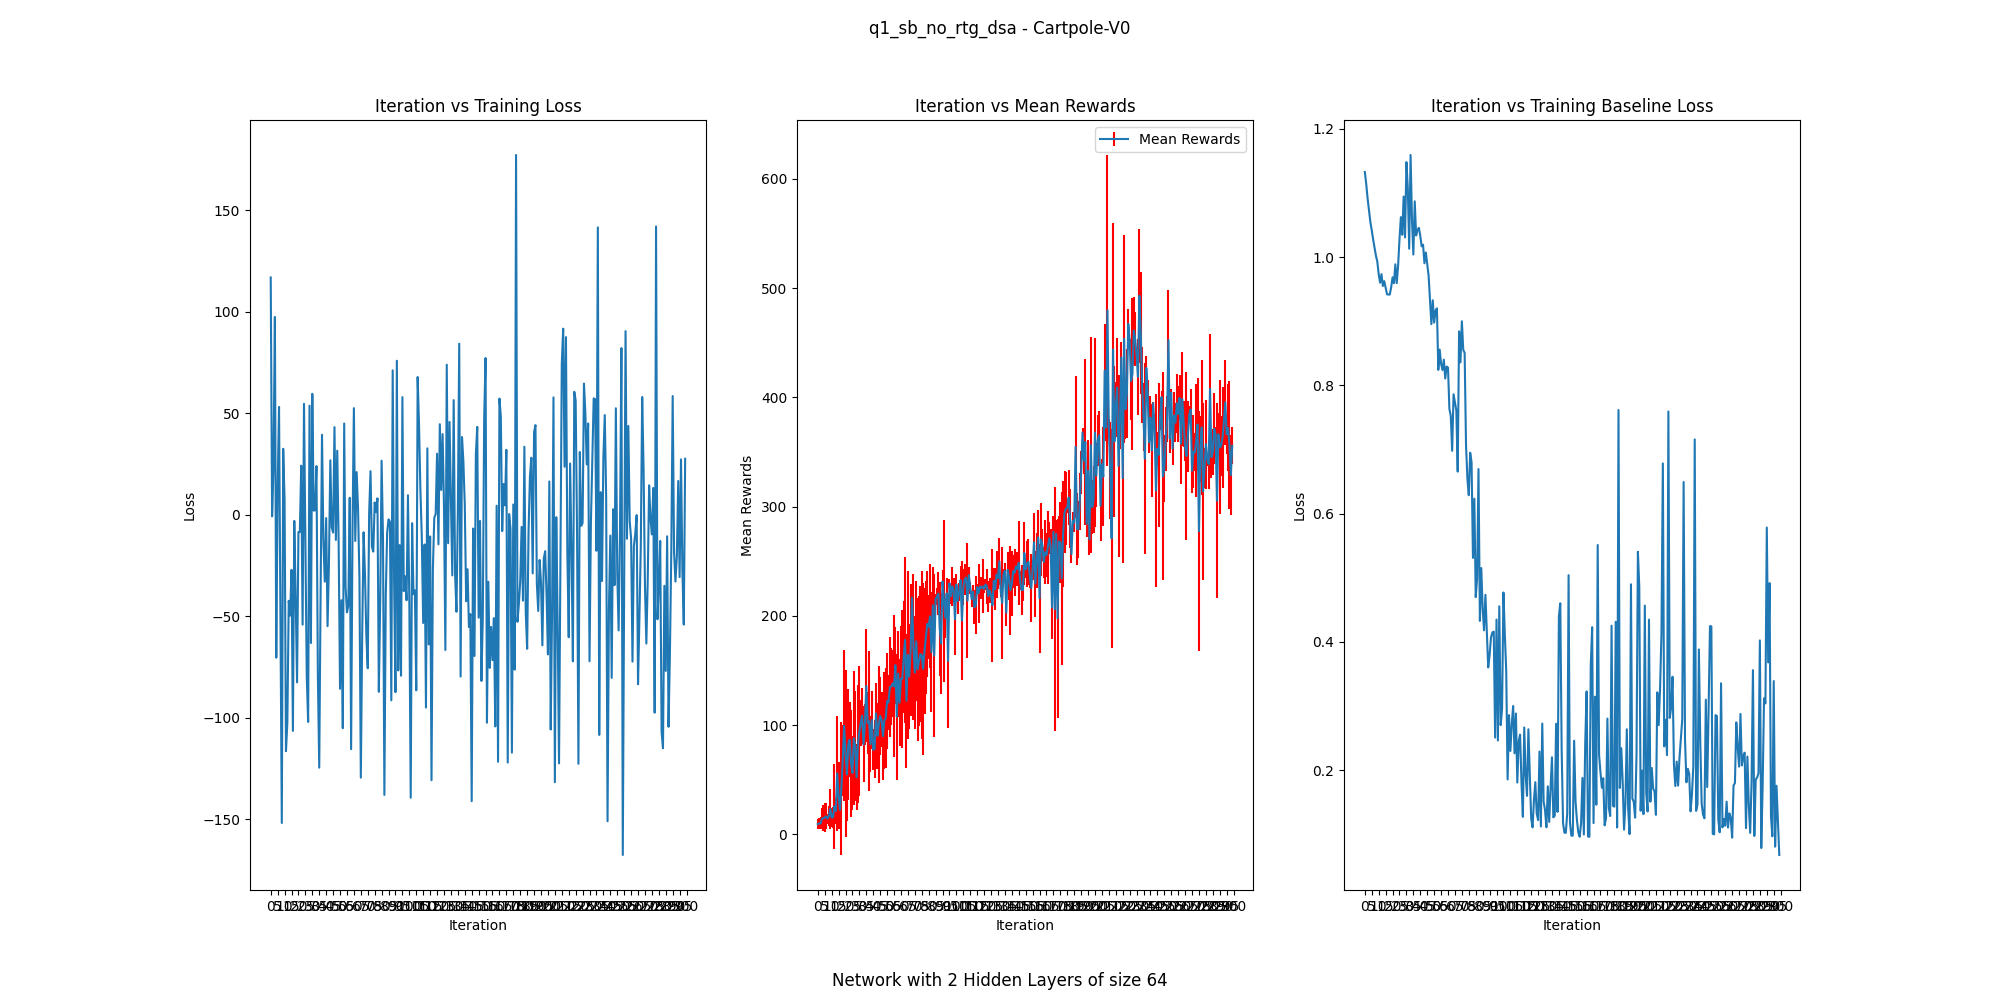 q1_sb_no_rtg_dsa - Cartpole-V0
Iteration vs Training Loss
Iteration vs Mean Rewards
Iteration vs Training Baseline Loss
150
100
50
0
−50
−100
−150
Loss
Iteration
Mean Rewards
600
500
400
300
200
100
0
Mean Rewards
Iteration
1.2
1.0
0.8
0.6
0.4
0.2
Loss
Iteration
Network with 2 Hidden Layers of size 64